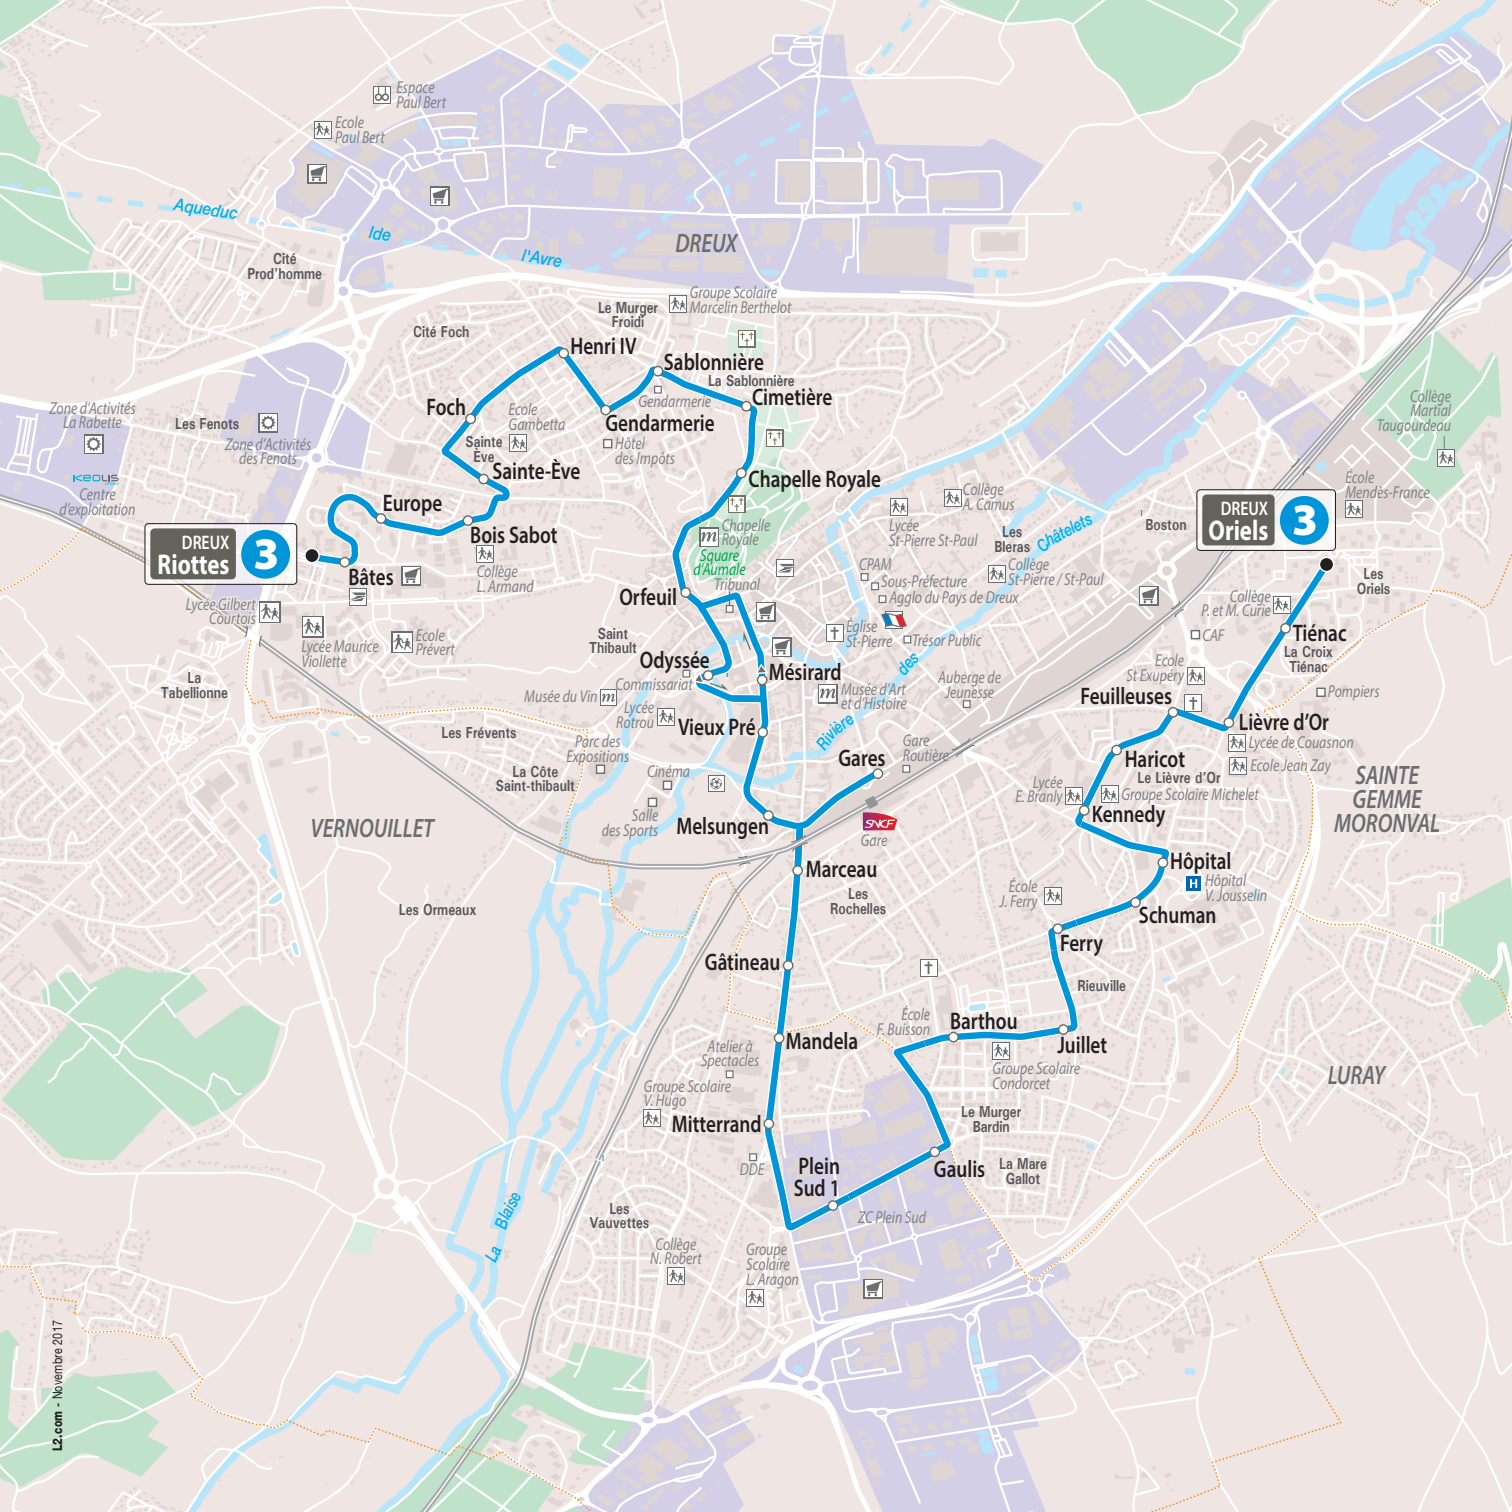 Espace
Paul Bert
Ecole
Paul Bert
Aqueduc
Ide
l'Avre
DREUX
Cité
Prod'homme
Groupe Scolaire
Marcelin Berthelot
Le Murger
Froidi
Cité Foch
Henri IV
Sablonnière
La Sablonnière
Gendarmerie
Cimetière
Foch
Ecole
Gambetta
Gendarmerie
Hôtel
des Impôts
Sainte
Ève
Sainte-Ève
Zone d'Activités
La Rabette
Les Fenots
Zone d'Activités
des Fenots
KEOLIS
Centre
d'exploitation
Collège
Martial
Taugourdeau
École
Mendès-France
Chapelle Royale
Europe
Bois Sabot
DREUX
Riottes
3
Bâtes
Collège
L. Armand
Chapelle
Royale
Square
d'Aumale
Tribunal
Collège
A. Camus
Lycée
St-Pierre St-Paul
Les
Bleras
Châtelets
Boston
DREUX
Oriels
3
CPAM
Sous-Préfecture
Agglo du Pays de Dreux
Collège
St-Pierre / St-Paul
Les
Oriels
Collège
P. et M. Curie
Orfeuil
Lycée Gilbert
Courtois
Lycée Maurice
Viollette
Ecole
Prévert
Saint
Thibault
Église
St-Pierre
Trésor Public
CAF
Tiénac
La Croix
Tiénac
Odyssée
Commissariat
Mésirard
des
Ecole
St Exupéry
La
Tabellionne
Musée du Vin
Lycée
Rotrou
Musée d'Art
et d'Histoire
Auberge de
Jeunesse
Pompiers
Feuilleuses
Rivière
Vieux Pré
Lièvre d'Or
Les Frévents
Parc des
Expositions
Gare
Routière
Lycée de Couasnon
Gares
Haricot
Ecole Jean Zay
La Côte
Saint-thibault
Cinéma
Le Lièvre d'Or
Lycée
E. Branly
Groupe Scolaire Michelet
SAINTE
GEMME
MORONVAL
VERNOUILLET
Salle
des Sports
Melsungen
SNCF
Gare
Kennedy
Marceau
Hôpital
H
Hôpital
V. Jousselin
Les
Rochelles
École
J. Ferry
Les Ormeaux
Schuman
Ferry
Gâtineau
Rieuville
École
F. Buisson
Barthou
Juillet
Mandela
Atelier à
Spectacles
Groupe Scolaire
Condorcet
LURAY
Groupe Scolaire
V. Hugo
Mitterrand
Le Murger
Bardin
DDE
Plein
Sud 1
Gaulis
La Mare
Gallot
ZC Plein Sud
Les
Vauvettes
La Blaise
Collège
N. Robert
Groupe
Scolaire
L. Aragon
L2.com - Novembre 2017